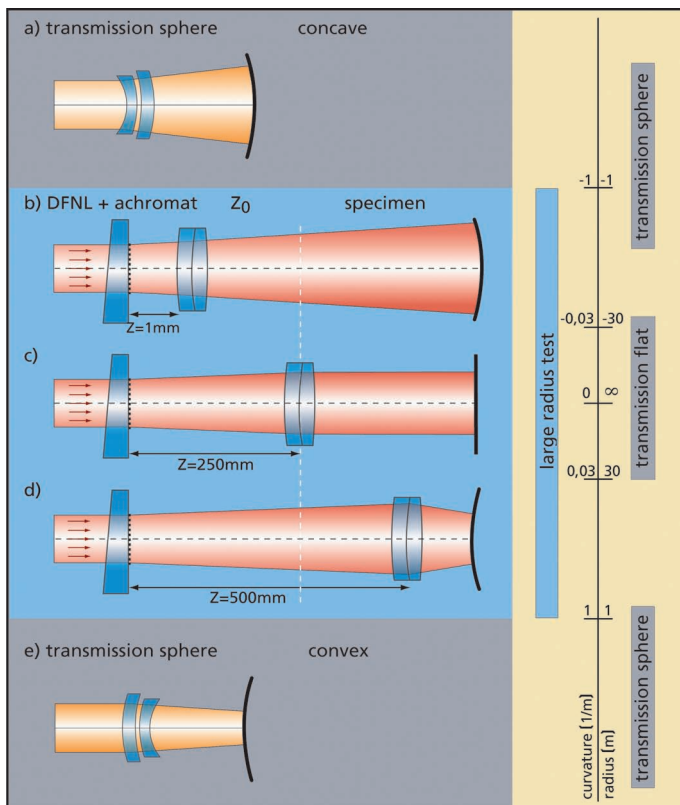 a) transmission sphere concave
b) DFNL + achromat Z0 specimen
Z=1mm
c)
Z=250mm
d)
Z=500mm
e) transmission sphere convex
large radius test
-1 -1
-0,03 -30
0 ∞
0,03 30
1 1
curvature [1/m]
radius [m]
transmission sphere
transmission flat
transmission sphere